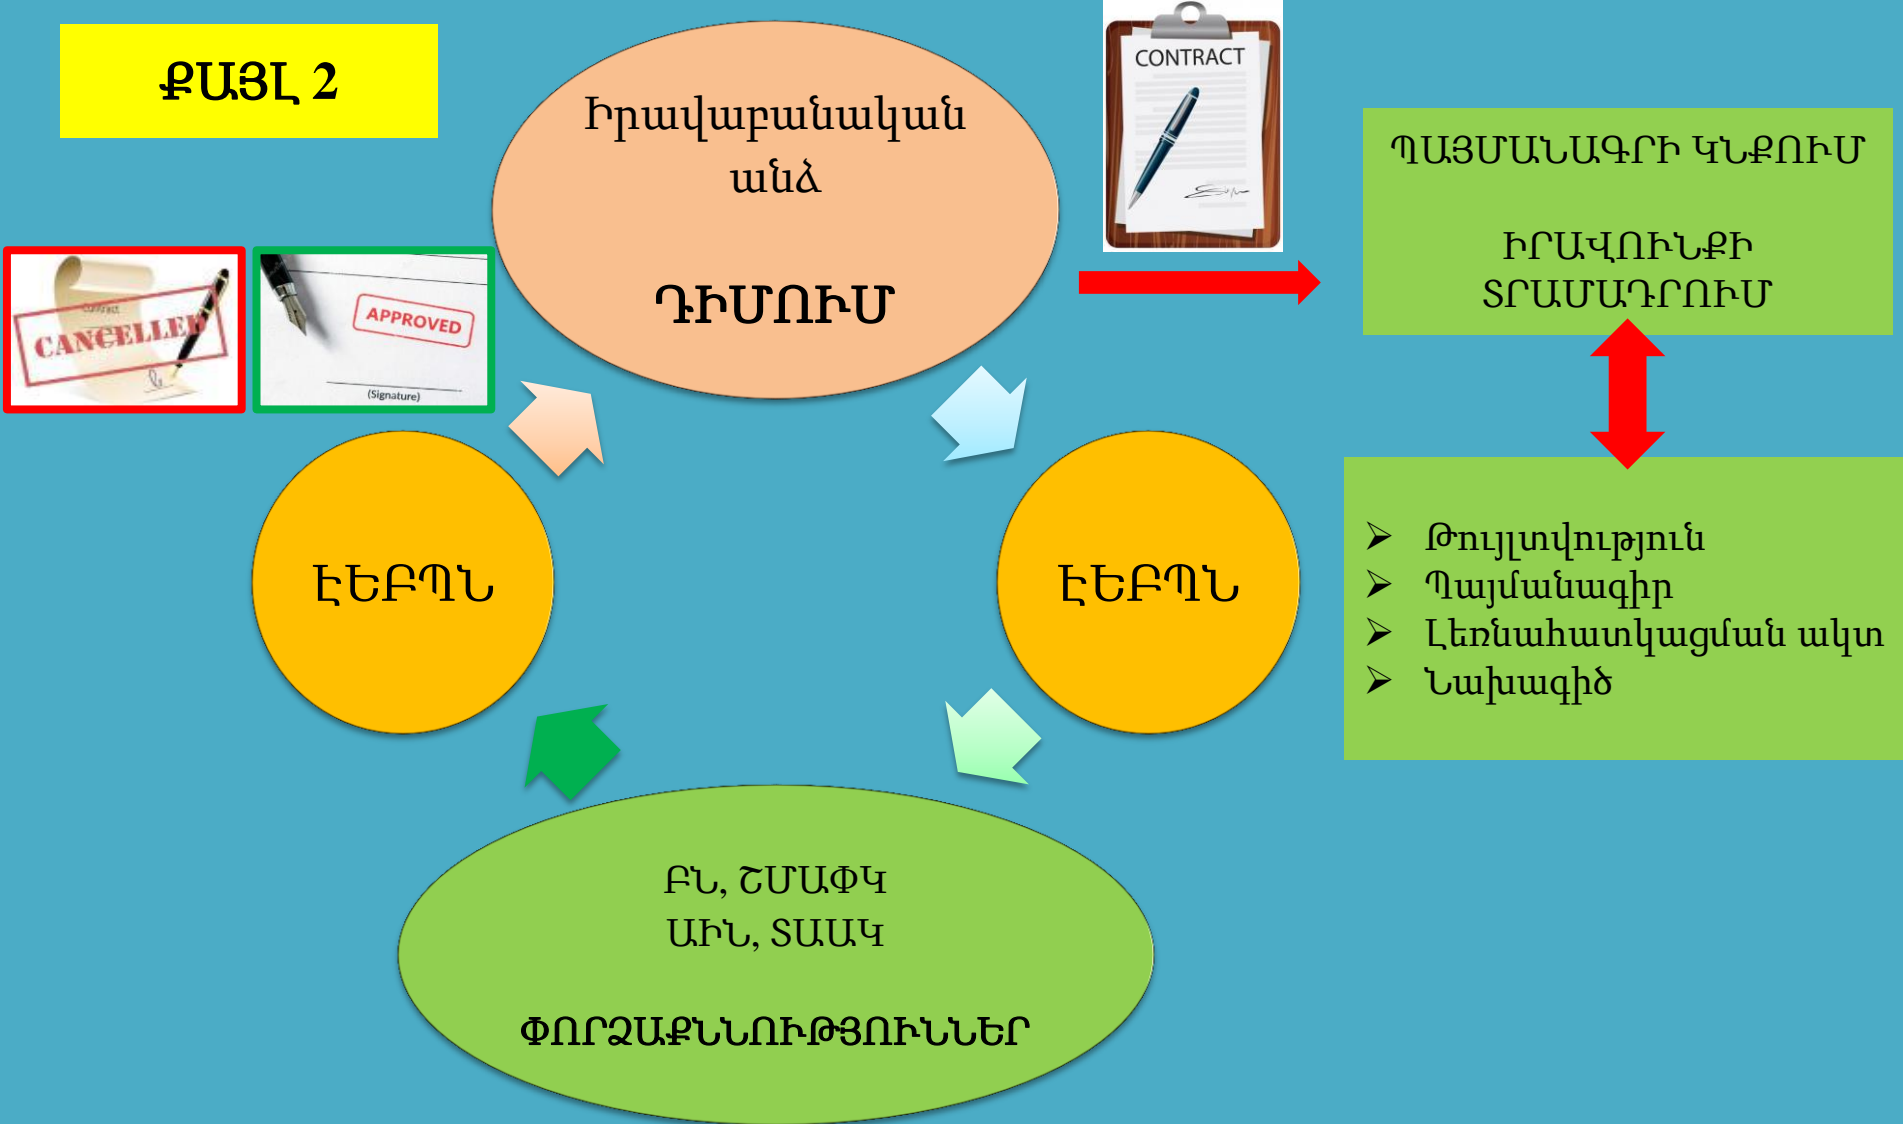 ՔԱՅԼ 2
Իրավաբանական
անձ
ԴԻՄՈՒՄ
CONTRACT
ՊԱՅՄԱՆԱԳՐԻ ԿՆՔՈՒՄ
ԻՐԱՎՈՒՆՔԻ
ՏՐԱՄԱԴՐՈՒՄ
CANCELLED
APPROVED
(Signature)
ԷԵԲՊՆ
ԷԵԲՊՆ
Թույլտվություն
Պայմանագիր
Լեռնահատկացման ակտ
Նախագիծ
ԲՆ, ՇՄԱՓԿ
ԱԻՆ, ՏԱԱԿ
ՓՈՐՁԱՔՆՆՈՒԹՅՈՒՆՆԵՐ